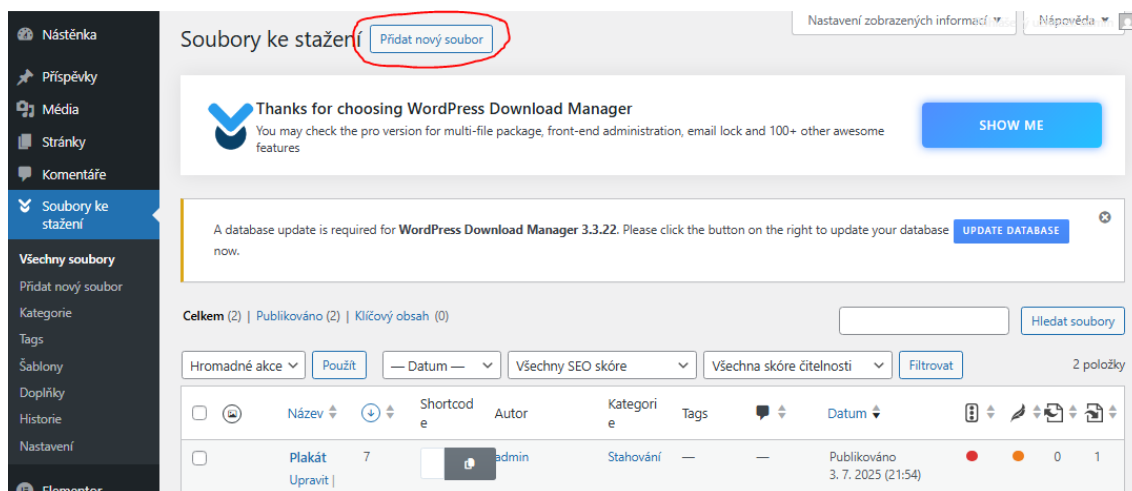 Nástěnka
Příspěvky
Média
Stránky
Komentáře
Soubory ke
stažení
Všechny soubory
Přidat nový soubor
Kategorie
Tags
Šablony
Doplňky
Historie
Nastavení
Elementor
Nastavení zobrazených informací
Nápověda
Soubory ke stažení Přidat nový soubor
Thanks for choosing WordPress Download Manager
You may check the pro version for multi-file package, front-end administration, email lock and 100+ other awesome
features
SHOW ME
A database update is required for WordPress Download Manager 3.3.22. Please click the button on the right to update your database
now.
UPDATE DATABASE
Celkem (2) | Publikováno (2) | Klíčový obsah (0)
Hledat soubory
Hromadné akce Použít — Datum — Všechny SEO skóre Všechna skóre čitelnosti Filtrovat 2 položky
Název Shortcod
e Autor Kategori
e Tags Datum
Plakát 7 admin Stahování — — Publikováno 0 1
Upravit | 3. 7. 2025 (21:54)